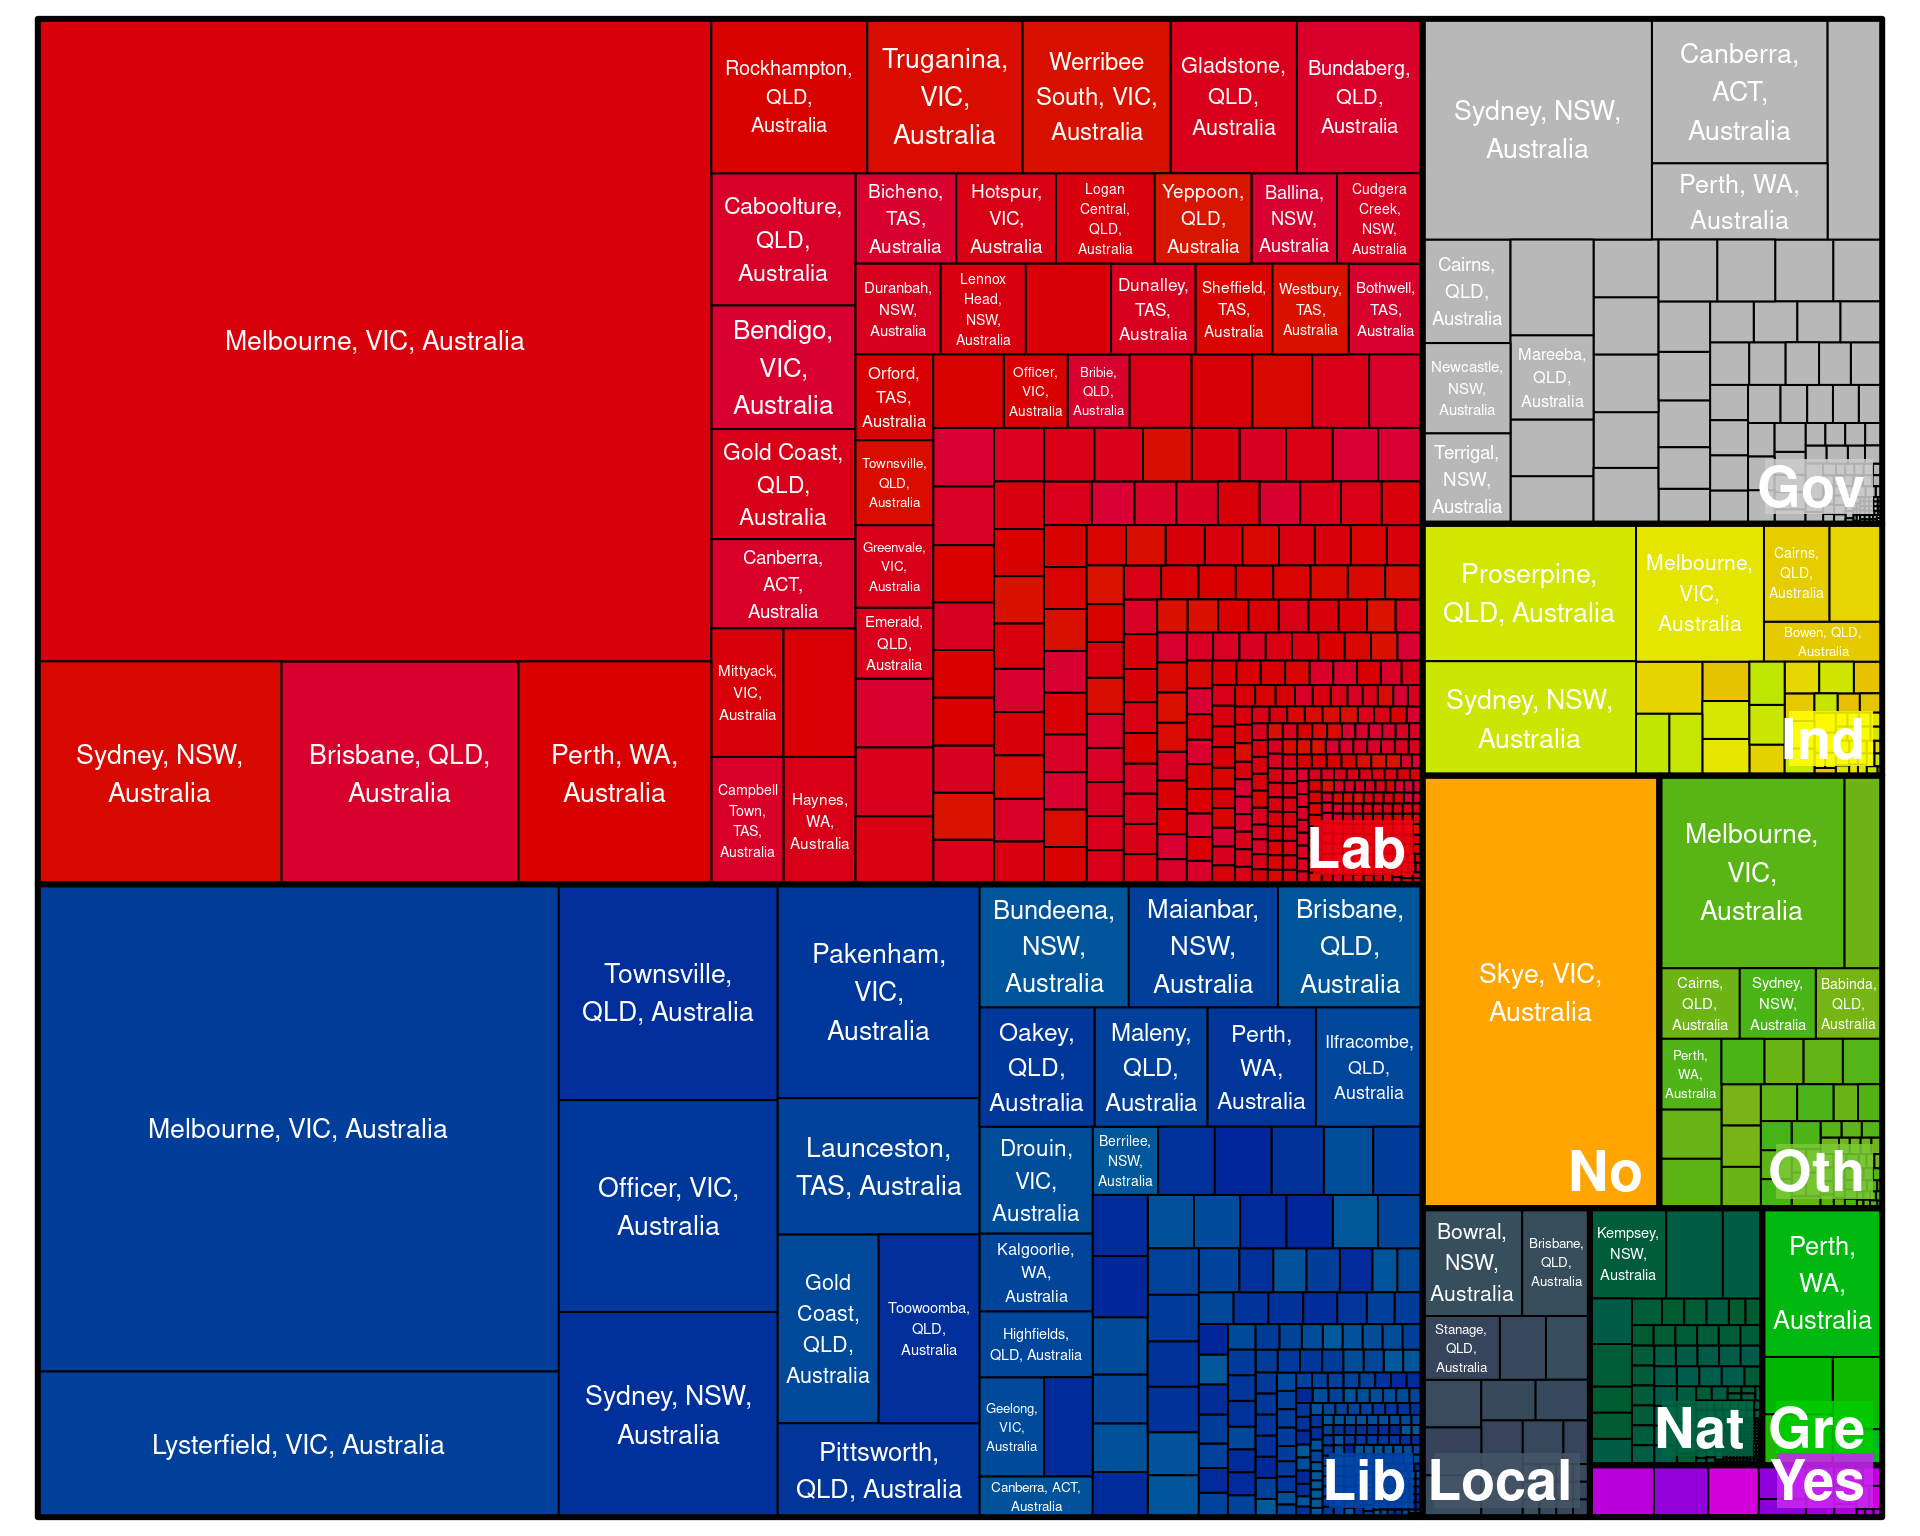 Melbourne, VIC, Australia
Sydney, NSW,
Australia
Brisbane, QLD,
Australia
Perth, WA,
Australia
Rockhampton,
QLD,
Australia
Truganina,
VIC,
Australia
Werribee
South, VIC,
Australia
Gladstone,
QLD,
Australia
Bundaberg,
QLD,
Australia
Caboolture,
QLD,
Australia
Bendigo,
VIC,
Australia
Gold Coast,
QLD,
Australia
Canberra,
ACT,
Australia
Mittyack,
VIC,
Australia
Campbell
Town,
TAS,
Australia
Haynes,
WA,
Australia
Bicheno,
TAS,
Australia
Hotspur,
VIC,
Australia
Logan
Central,
QLD,
Australia
Yeppoon,
QLD,
Australia
Ballina,
NSW,
Australia
Cudgera
Creek,
NSW,
Australia
Duranbah,
NSW,
Australia
Lennox
Head,
NSW,
Australia
Dunalley,
TAS,
Australia
Sheffield,
TAS,
Australia
Westbury,
TAS,
Australia
Bothwell,
TAS,
Australia
Orford,
TAS,
Australia
Officer,
VIC,
Australia
Bribie,
QLD,
Australia
Townsville,
QLD,
Australia
Greenvale,
VIC,
Australia
Emerald,
QLD,
Australia
Lab
Melbourne, VIC, Australia
Lysterfield, VIC, Australia
Townsville,
QLD, Australia
Officer, VIC,
Australia
Sydney, NSW,
Australia
Pakenham,
VIC,
Australia
Launceston,
TAS, Australia
Gold
Coast,
QLD,
Australia
Toowoomba,
QLD,
Australia
Pittsworth,
QLD, Australia
Bundeena,
NSW,
Australia
Maianbar,
NSW,
Australia
Brisbane,
QLD,
Australia
Oakey,
QLD,
Australia
Maleny,
QLD,
Australia
Perth,
WA,
Australia
Ilfracombe,
QLD,
Australia
Drouin,
VIC,
Australia
Berrilee,
NSW,
Australia
Kalgoorlie,
WA,
Australia
Highfields,
QLD, Australia
Geelong,
VIC,
Australia
Canberra, ACT,
Australia
Lib
Sydney, NSW,
Australia
Canberra,
ACT,
Australia
Perth, WA,
Australia
Cairns,
QLD,
Australia
Newcastle,
NSW,
Australia
Mareeba,
QLD,
Australia
Terrigal,
NSW,
Australia
Gov
Proserpine,
QLD, Australia
Melbourne,
VIC,
Australia
Cairns,
QLD,
Australia
Bowen, QLD,
Australia
Sydney, NSW,
Australia
Ind
Skye, VIC,
Australia
No
Melbourne,
VIC,
Australia
Cairns,
QLD,
Australia
Sydney,
NSW,
Australia
Babinda,
QLD,
Australia
Perth,
WA,
Australia
Oth
Bowral,
NSW,
Australia
Brisbane,
QLD,
Australia
Stanage,
QLD,
Australia
Local
Kempsey,
NSW,
Australia
Nat
Perth,
WA,
Australia
Gre
Yes